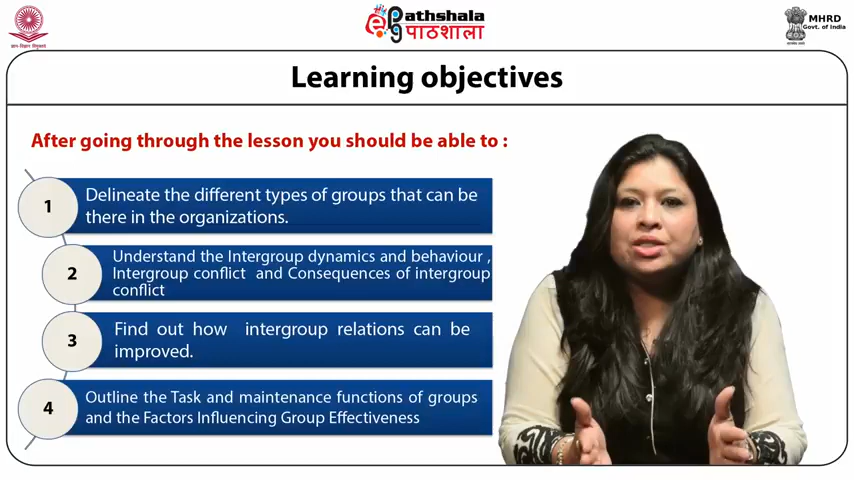 ज्ञान-विज्ञान विमुक्तये
e Pathshala
पाठशाला
MHRD
Govt. of India
Learning objectives
After going through the lesson you should be able to :
1
Delineate the different types of groups that can be
there in the organizations.
2
Understand the Intergroup dynamics and behaviour ,
Intergroup conflict and Consequences of intergroup
conflict
3
Find out how intergroup relations can be
improved.
4
Outline the Task and maintenance functions of groups
and the Factors Influencing Group Effectiveness